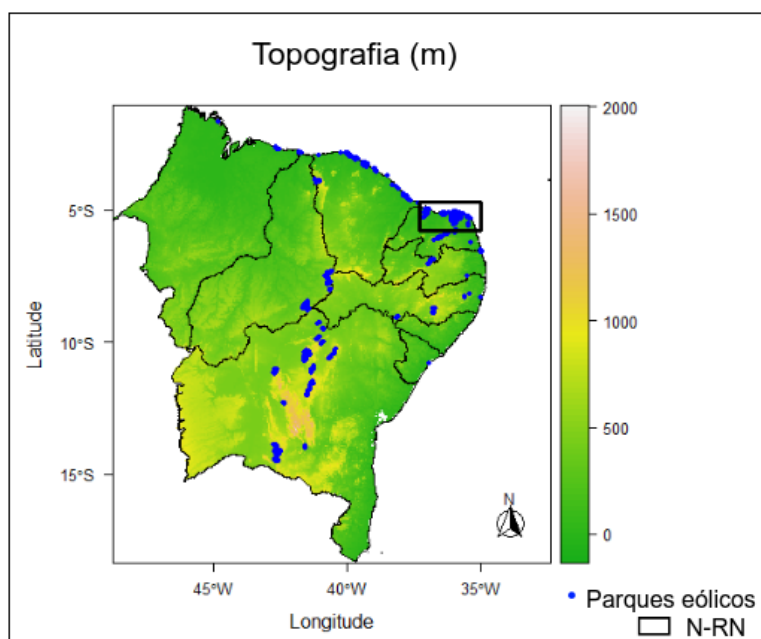 Topografia (m)
2000
1500
1000
500
0
5°S
10°S
15°S
Latitude
N
45°W
40°W
35°W
Longitude
Parques eólicos
N-RN